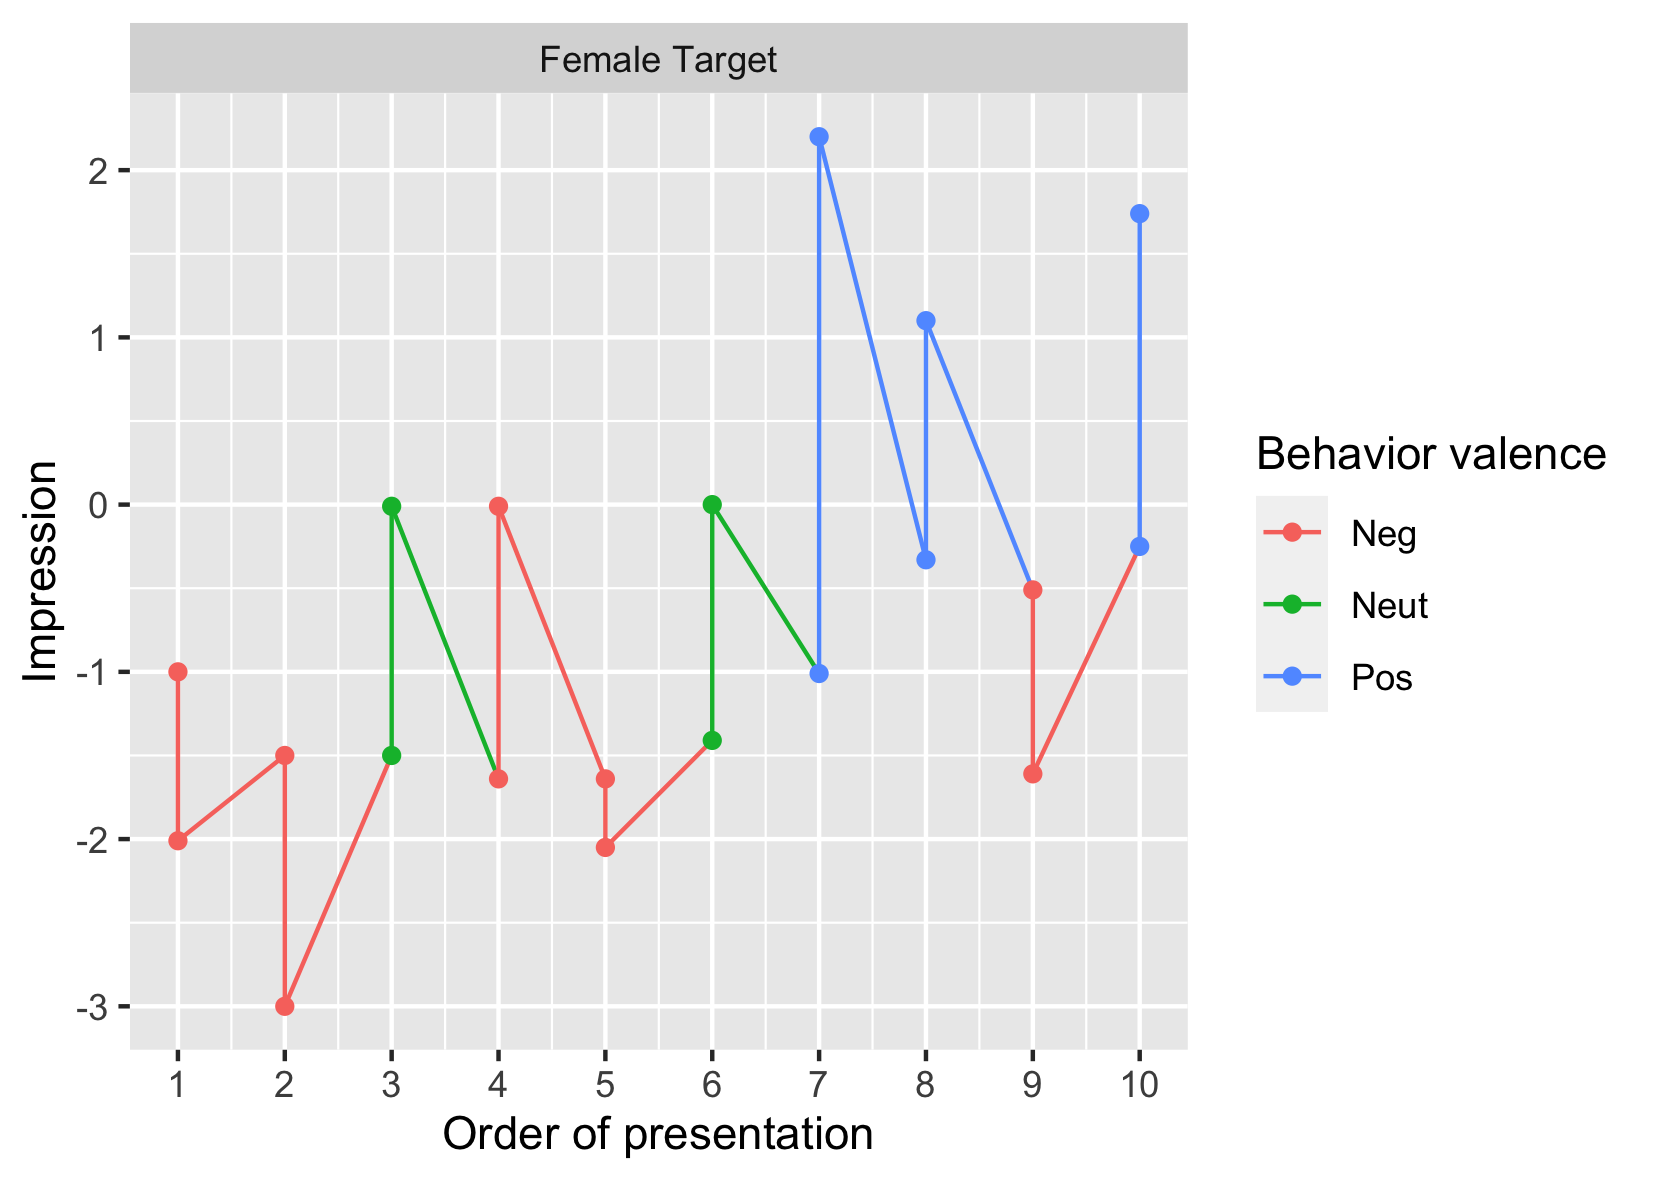 Female Target
Impression
2
1
0
-1
-2
-3
1 2 3 4 5 6 7 8 9 10
Order of presentation
Behavior valence
Neg
Neut
Pos